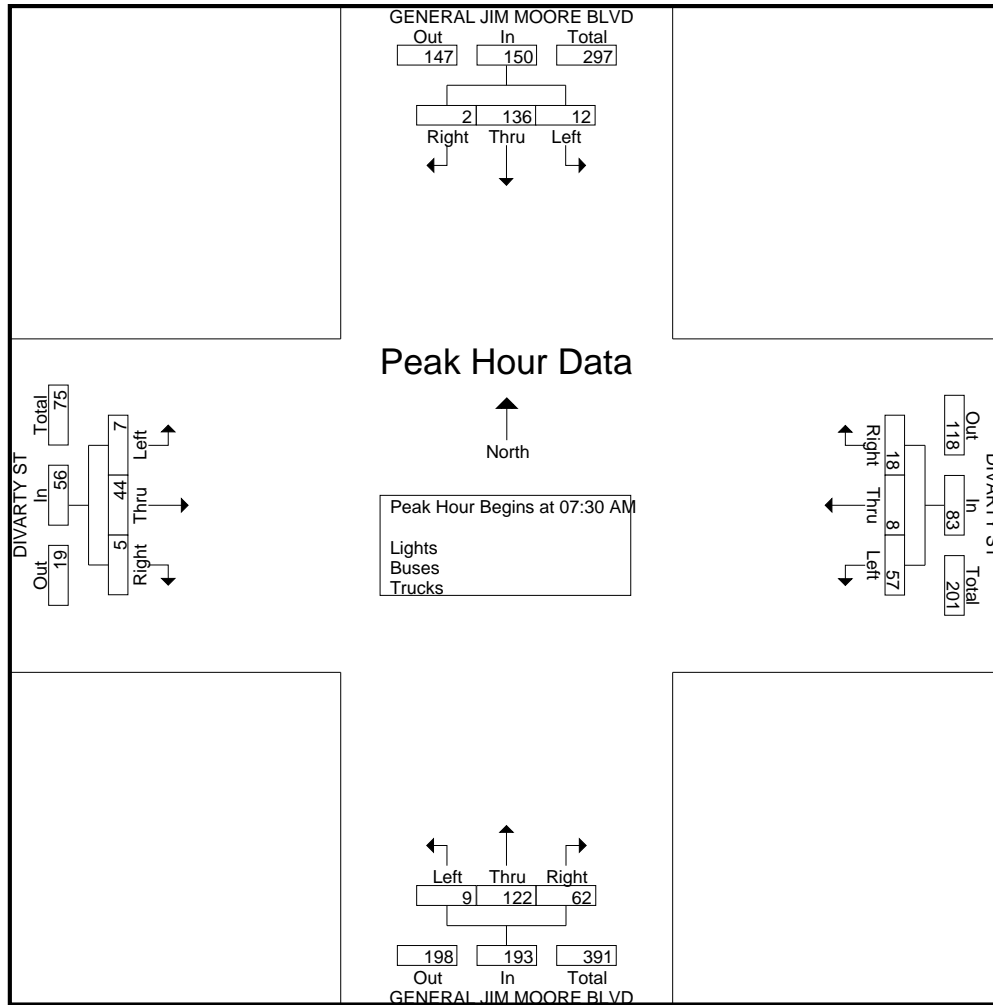 GENERAL JIM MOORE BLVD
Out In Total
147 150 297
2 136 12
Right Thru Left
Peak Hour Data
North
Peak Hour Begins at 07:30 AM
Lights
Buses
Trucks
DIVARTY ST
Total In Out
75 56 19
7 44 5
Left Thru Right
Right Thru Left
18 8 57
Out In Total
118 83 201
DIVARTY ST
Left Thru Right
9 122 62
198 193 391
Out In Total
GENERAL JIM MOORE BLVD